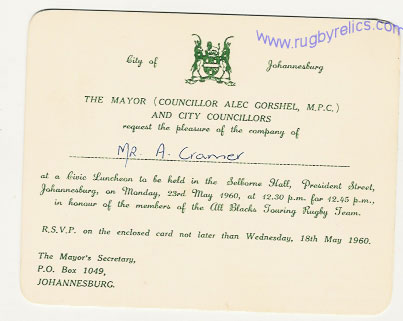 www.rugbyrelics.com
City of Johannesburg
THE MAYOR (COUNCILLOR ALEC GORSHEL, M.P.C.)
AND CITY COUNCILLORS
request the pleasure of the company of
MR. A. Cramer
at a Civic Luncheon to be held in the Selborne Hall, President Street,
Johannesburg, on Monday, 23rd May 1960, at 12.30 p.m. for 12.45 p.m.,
in honour of the members of the All Blacks Touring Rugby Team.
R.S.V.P. on the enclosed card not later than Wednesday, 18th May 1960.
The Mayor's Secretary,
P.O. Box 1049,
JOHANNESBURG.